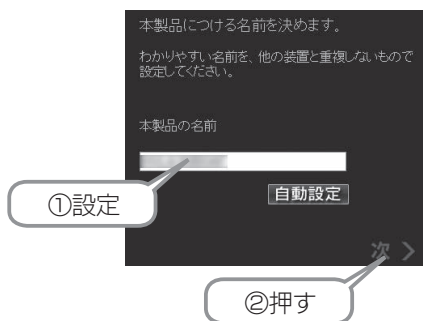 本製品につける名前を決めます。
わかりやすい名前を、他の装置と重複しないもので
設定してください。
本製品の名前
①設定
自動設定
次 >
②押す